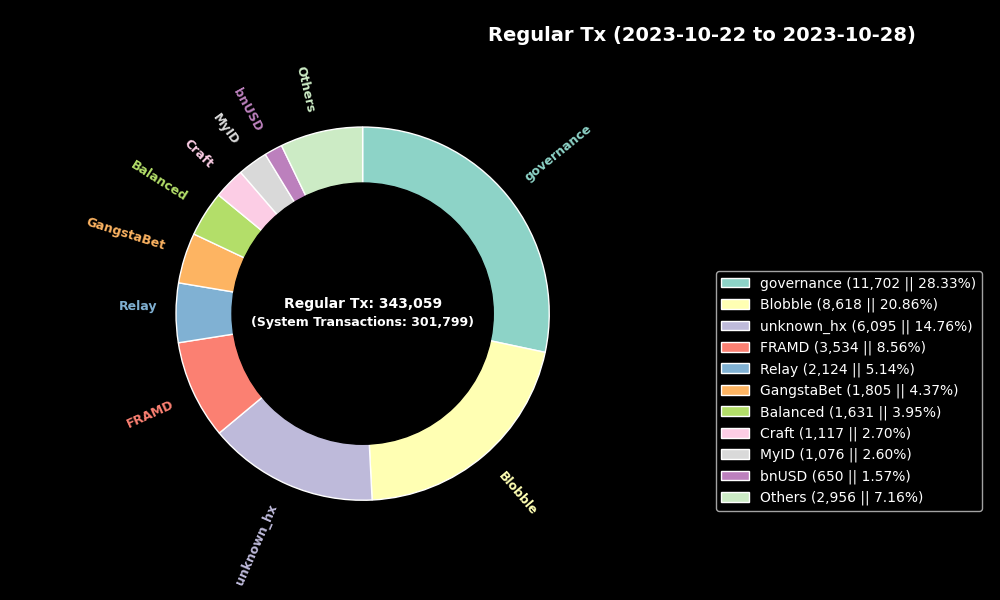 Regular Tx (2023-10-22 to 2023-10-28)
Others
bnUSD
MyID
Craft
Balanced
GangstaBet
Relay
FRAMD
unknown_hx
Blobble
governance
Regular Tx: 343,059
(System Transactions: 301,799)
governance (11,702 || 28.33%)
Blobble (8,618 || 20.86%)
unknown_hx (6,095 || 14.76%)
FRAMD (3,534 || 8.56%)
Relay (2,124 || 5.14%)
GangstaBet (1,805 || 4.37%)
Balanced (1,631 || 3.95%)
Craft (1,117 || 2.70%)
MyID (1,076 || 2.60%)
bnUSD (650 || 1.57%)
Others (2,956 || 7.16%)